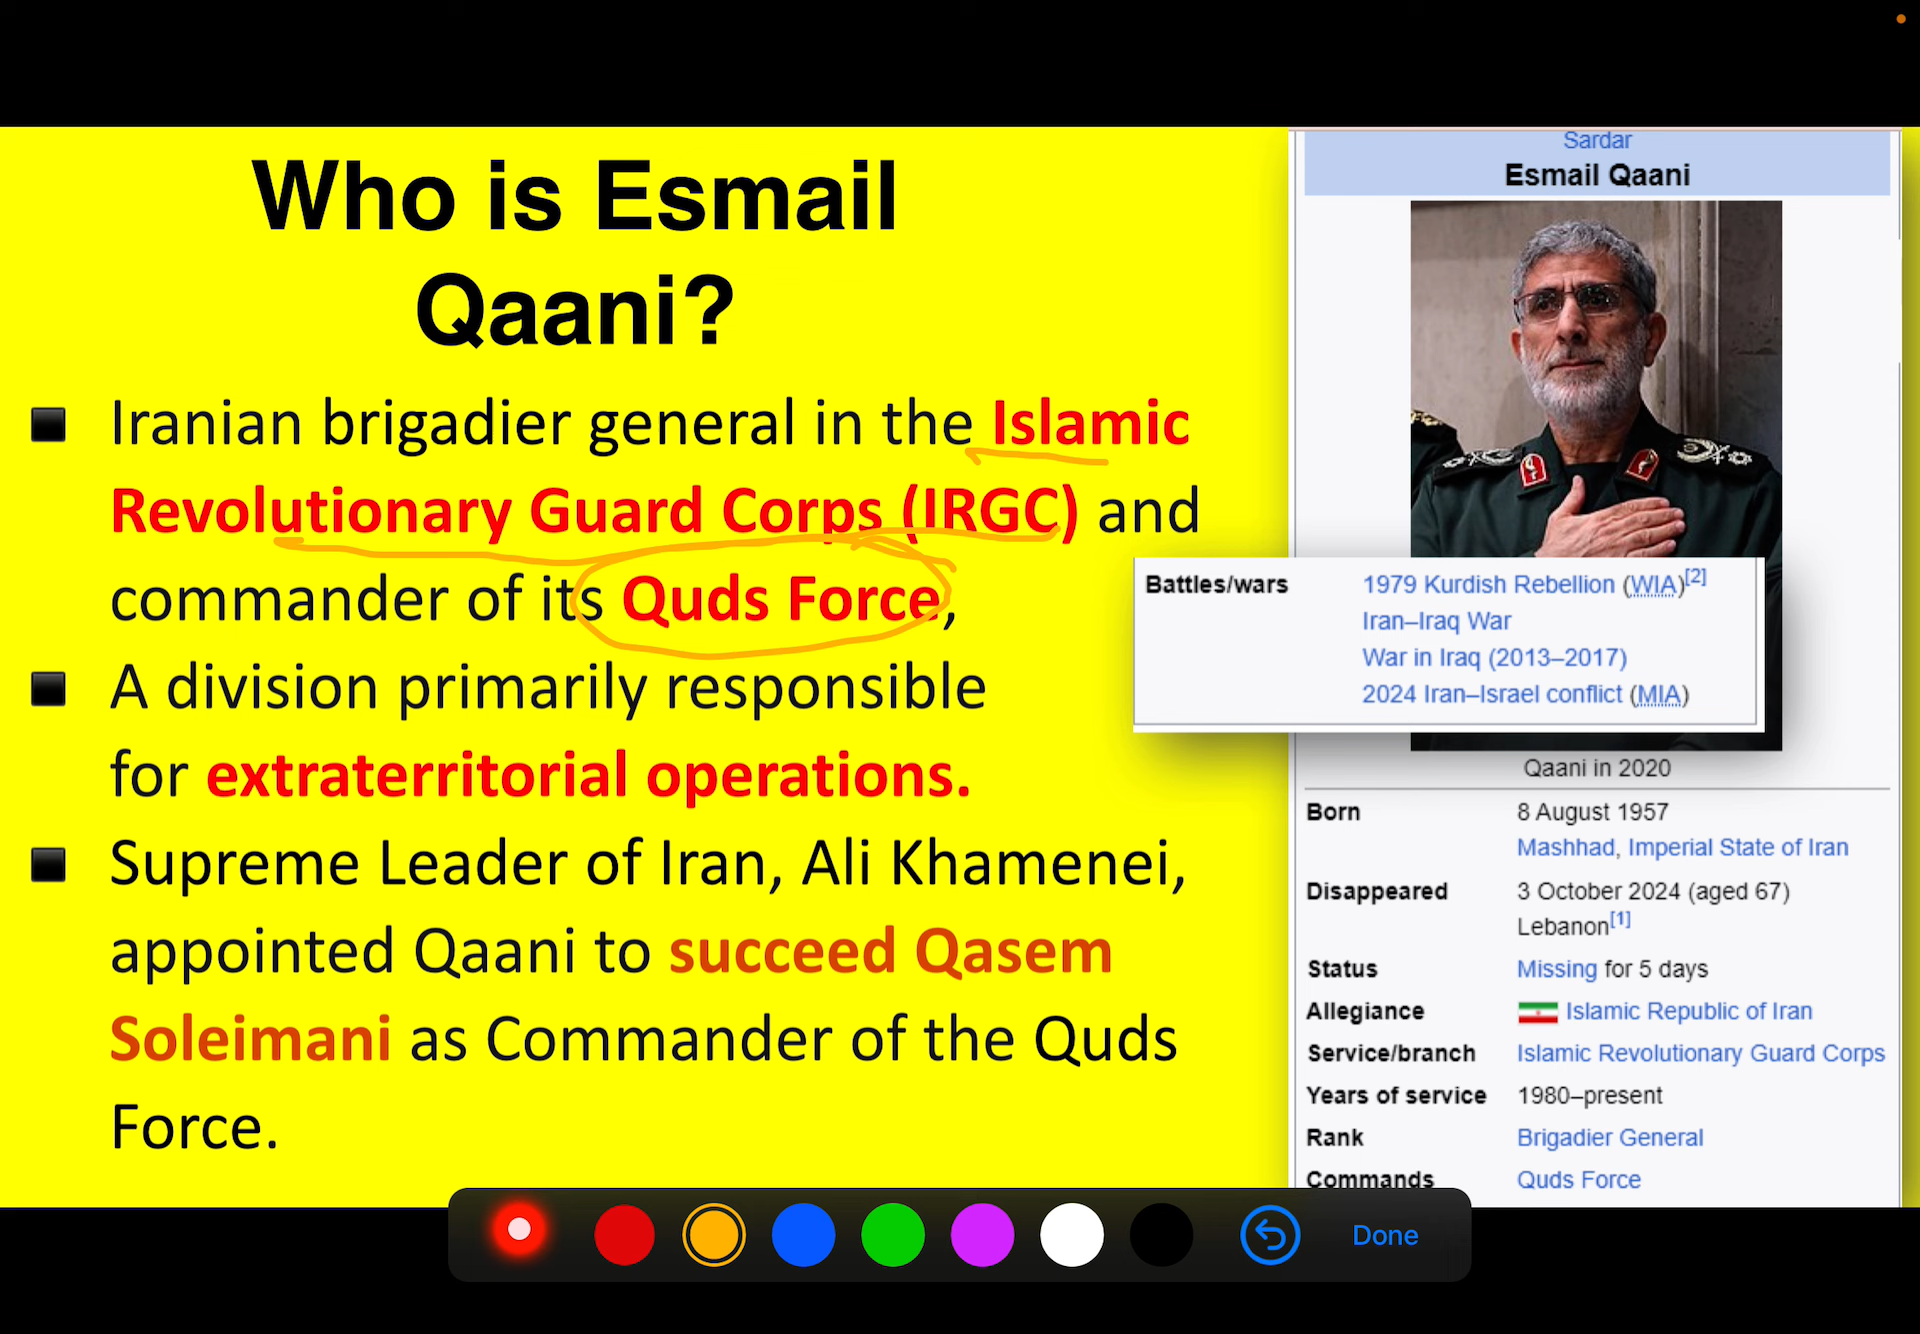 Who is Esmail
Qaani?
Iranian brigadier general in the Islamic
Revolutionary Guard Corps (IRGC) and
commander of its Quds Force,
A division primarily responsible
for extraterritorial operations.
Supreme Leader of Iran, Ali Khamenei,
appointed Qaani to succeed Qasem
Soleimani as Commander of the Quds
Force.
Sardar
Esmail Qaani
Battles/wars 1979 Kurdish Rebellion (WIA)[2]
Iran–Iraq War
War in Iraq (2013–2017)
2024 Iran–Israel conflict (MIA)
Qaani in 2020
Born 8 August 1957
Mashhad, Imperial State of Iran
Disappeared 3 October 2024 (aged 67)
Lebanon[1]
Status Missing for 5 days
Allegiance Islamic Republic of Iran
Service/branch Islamic Revolutionary Guard Corps
Years of service 1980–present
Rank Brigadier General
Commands Quds Force
Done